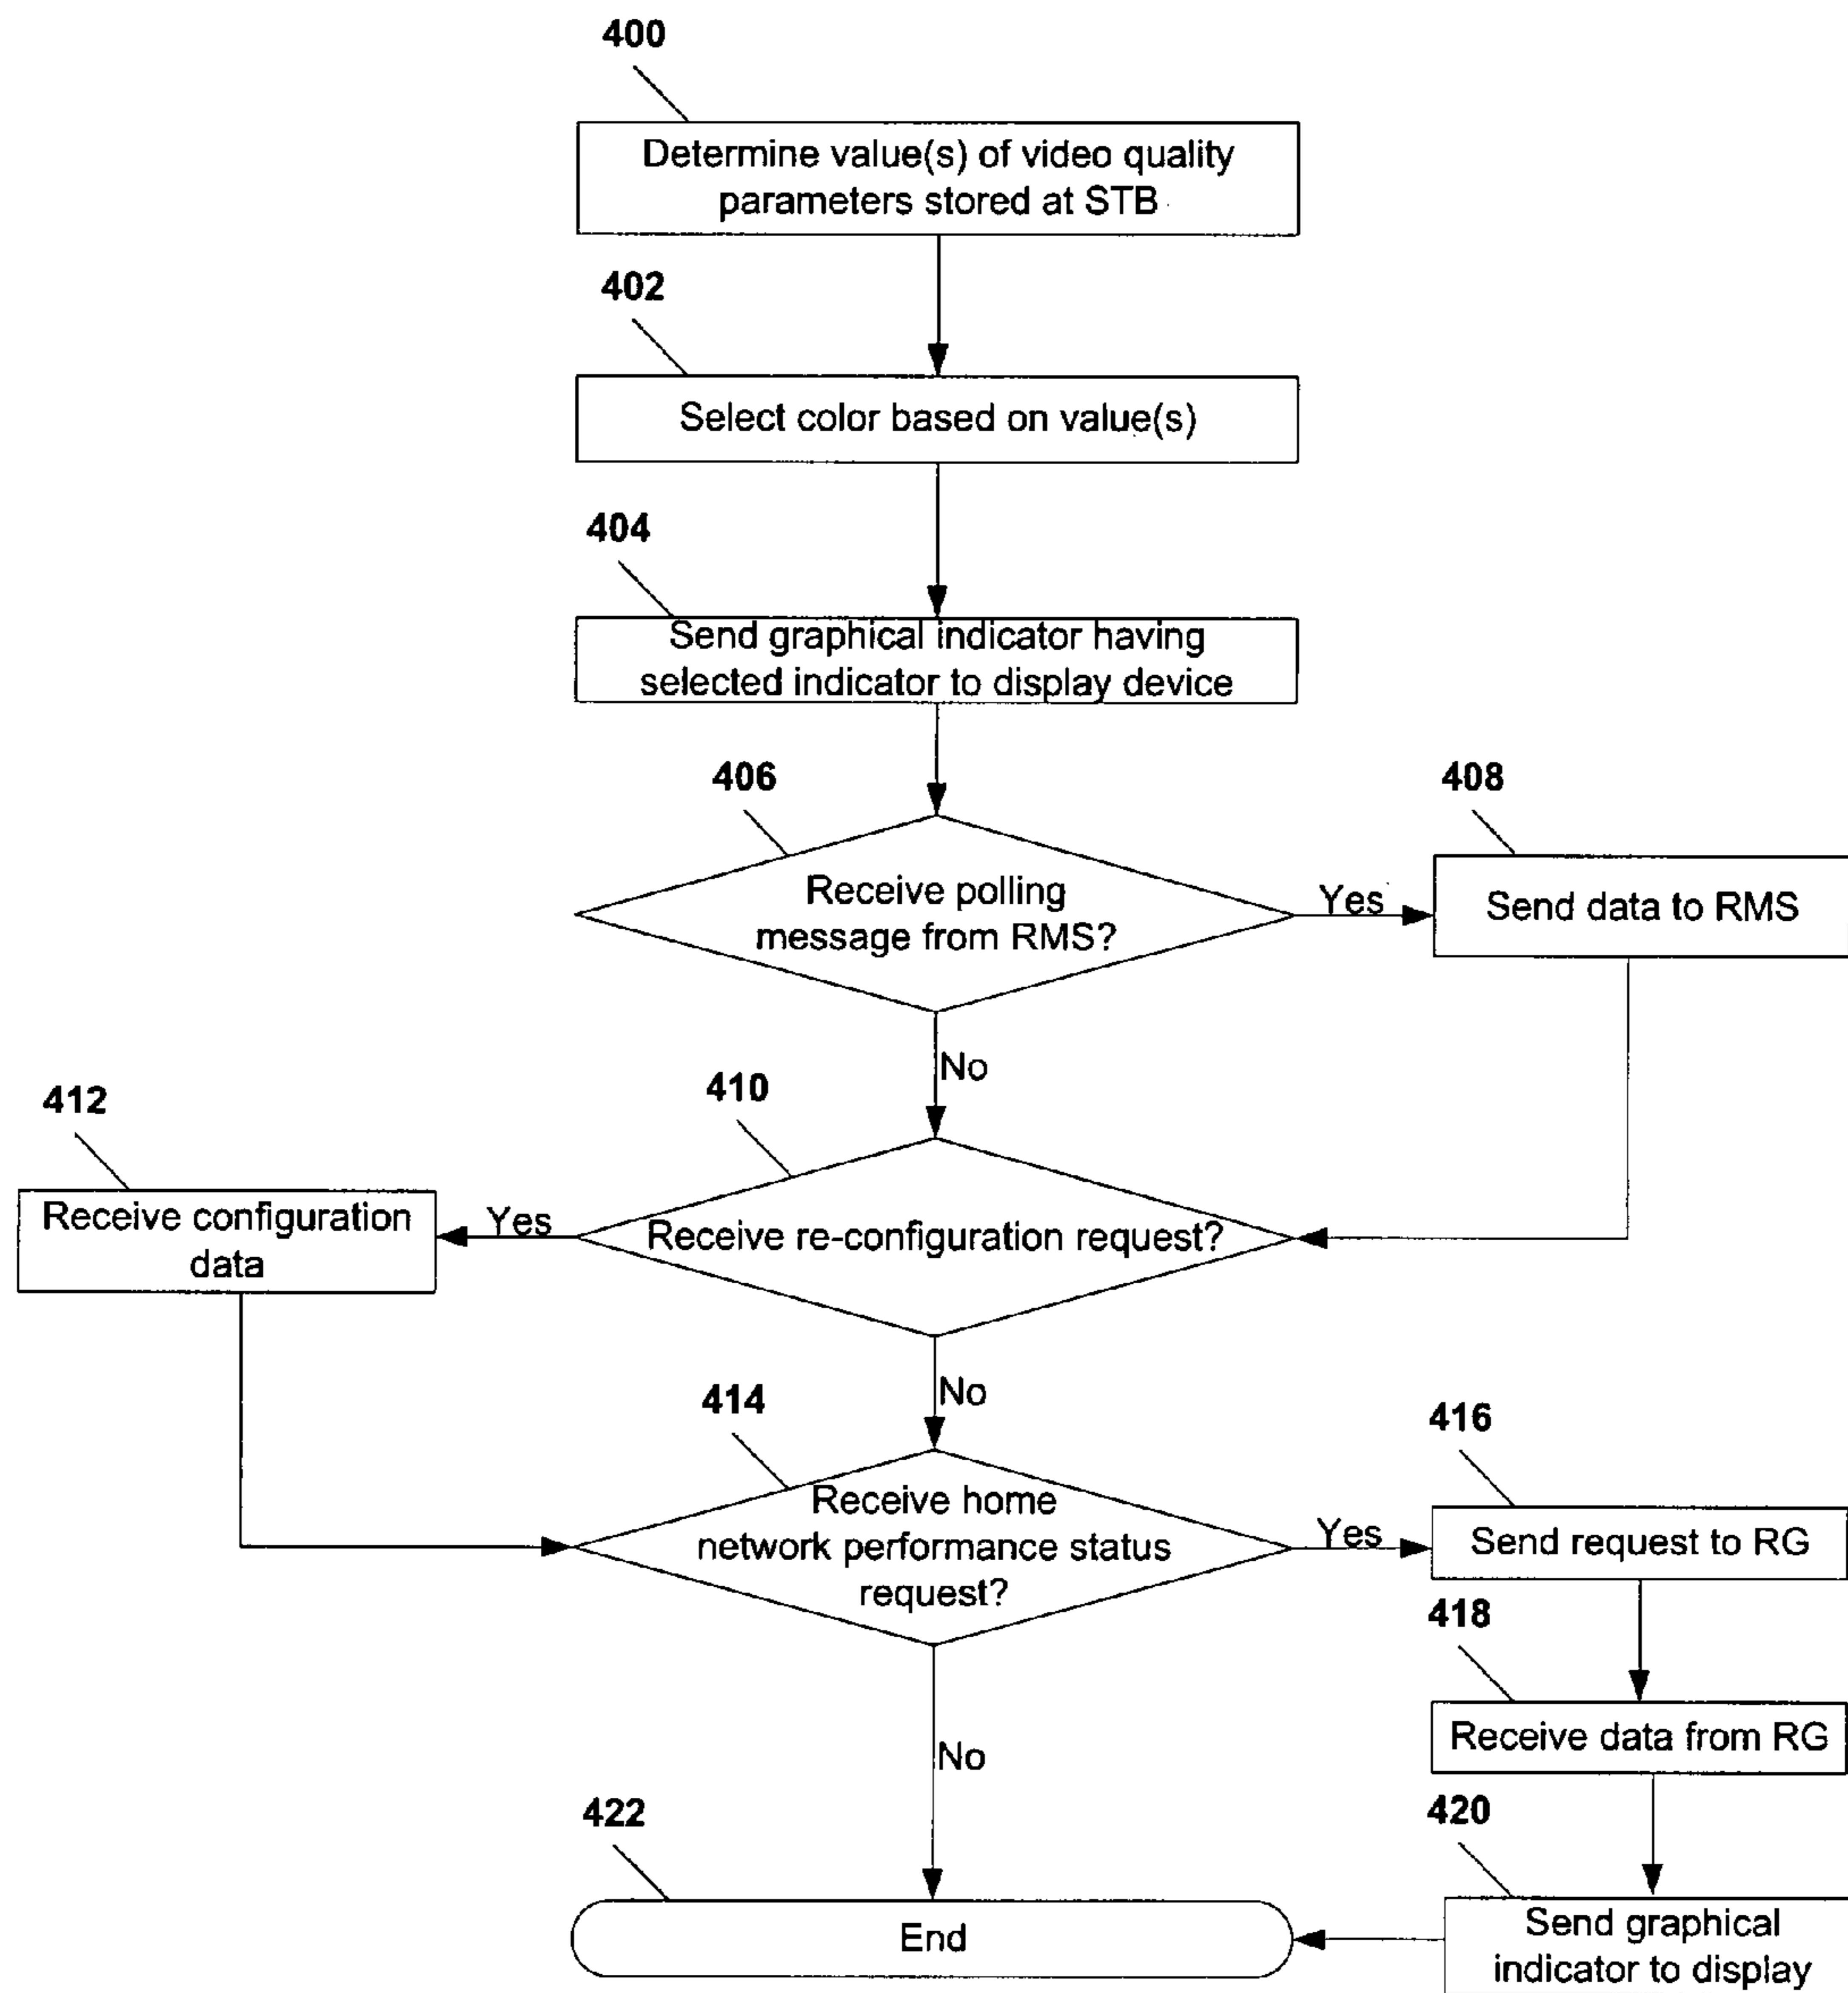 400
Determine value(s) of video quality
parameters stored at STB
402
Select color based on value(s)
404
Send graphical indicator having
selected indicator to display device
406
Receive polling
message from RMS?
Yes
408
Send data to RMS
No
410
Receive re-configuration request?
Yes
412
Receive configuration
data
No
414
Receive home
network performance status
request?
Yes
416
Send request to RG
418
Receive data from RG
420
Send graphical
indicator to display
No
422
End